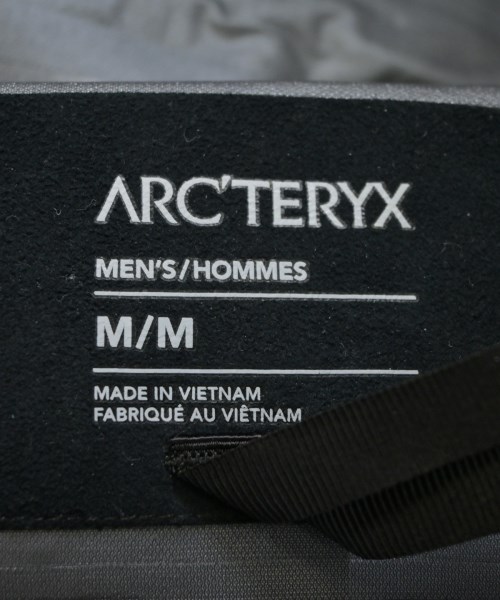 ARC'TERYX
MEN'S/HOMMES
M/M
MADE IN VIETNAM
FABRIQUÉ AU VIÊTNAM